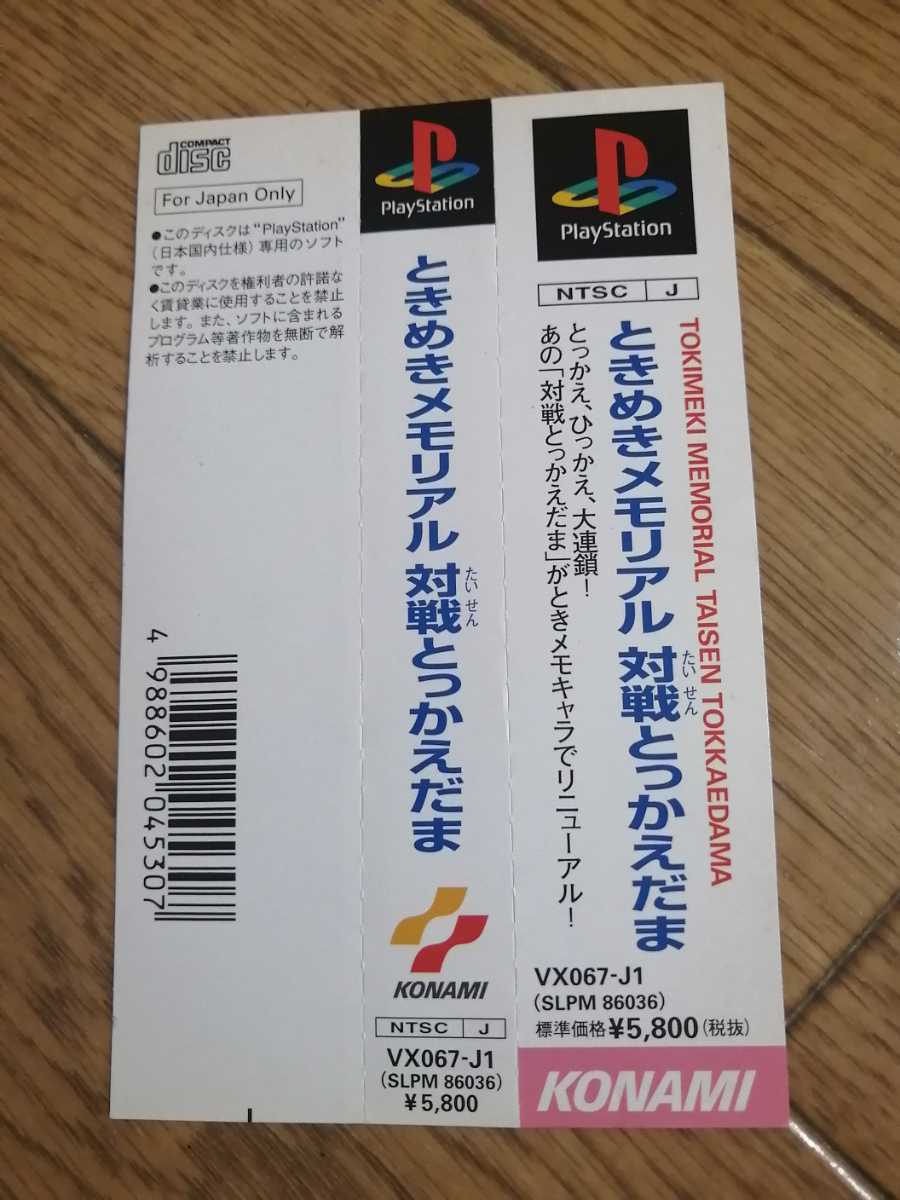 COMPACT
disc
For Japan Only
●このディスクは“PlayStation”
（日本国内仕様）専用のソフト
です。
●このディスクを権利者の許諾な
く賃貸業に使用することを禁止
します。また、ソフトに含まれる
プログラム等著作物を無断で解
析することを禁止します。
4 988602 045307
PlayStation
ときめきメモリアル 対戦とっかえだま
たい せん
KONAMI
NTSC J
VX067-J1
(SLPM 86036)
¥5,800
PlayStation
NTSC J
TOKIMEKI MEMORIAL TAISEN TOKKAEDAMA
ときめきメモリアル 対戦とっかえだま
たい せん
とっかえ、ひっかえ、大連鎖！
あの「対戦とっかえだま」がときメモキャラでリニューアル！
VX067-J1
(SLPM 86036)
標準価格¥5,800(税抜)
KONAMI